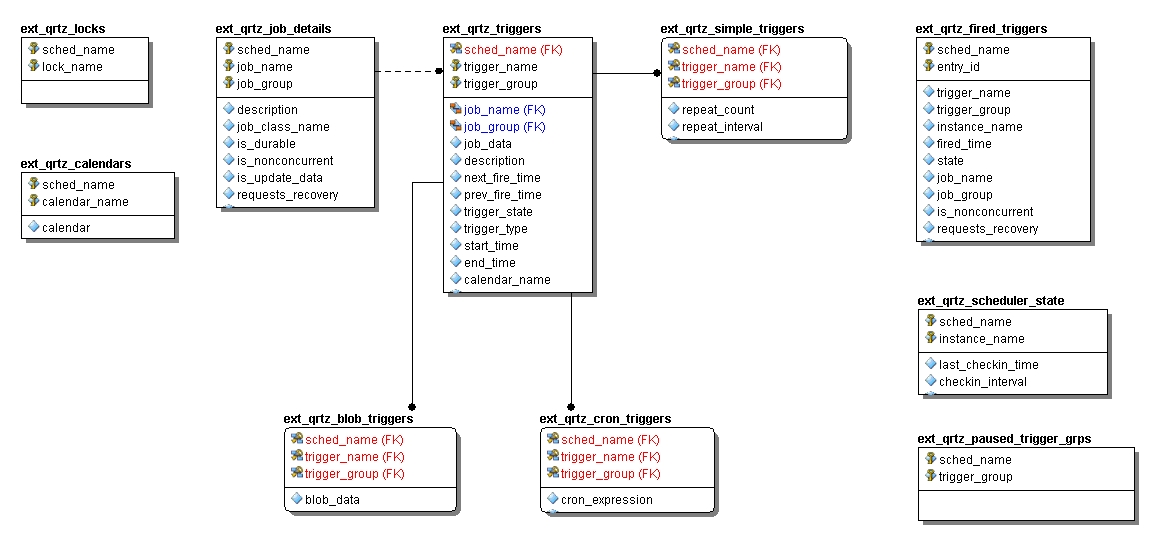 ext_qrtz_locks
sched_name
lock_name
ext_qrtz_calendars
sched_name
calendar_name
calendar
ext_qrtz_job_details
sched_name
job_name
job_group
description
job_class_name
is_durable
is_nonconcurrent
is_update_data
requests_recovery
ext_qrtz_triggers
sched_name (FK)
trigger_name
trigger_group
job_name (FK)
job_group (FK)
job_data
description
next_fire_time
prev_fire_time
trigger_state
trigger_type
start_time
end_time
calendar_name
ext_qrtz_simple_triggers
sched_name (FK)
trigger_name (FK)
trigger_group (FK)
repeat_count
repeat_interval
ext_qrtz_fired_triggers
sched_name
entry_id
trigger_name
trigger_group
instance_name
fired_time
state
job_name
job_group
is_nonconcurrent
requests_recovery
ext_qrtz_scheduler_state
sched_name
instance_name
last_checkin_time
checkin_interval
ext_qrtz_blob_triggers
sched_name (FK)
trigger_name (FK)
trigger_group (FK)
blob_data
ext_qrtz_cron_triggers
sched_name (FK)
trigger_name (FK)
trigger_group (FK)
cron_expression
ext_qrtz_paused_trigger_grps
sched_name
trigger_group